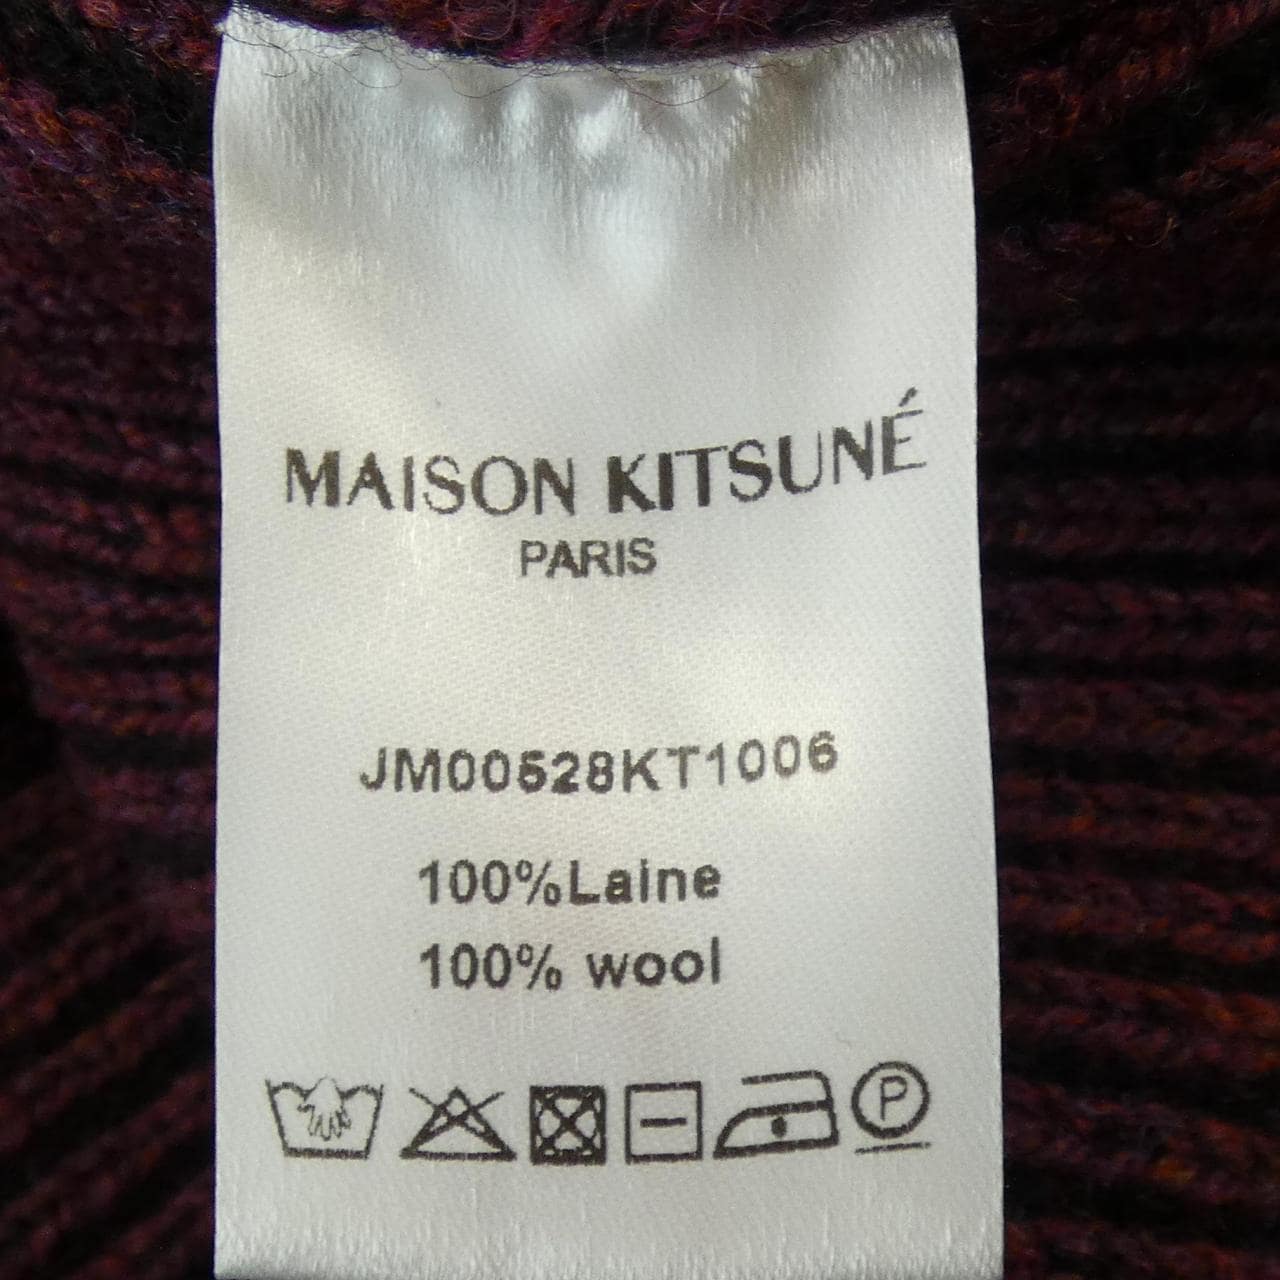 MAISON KITSUNÉ
PARIS
JM00528KT1006
100%Laine
100% wool
P